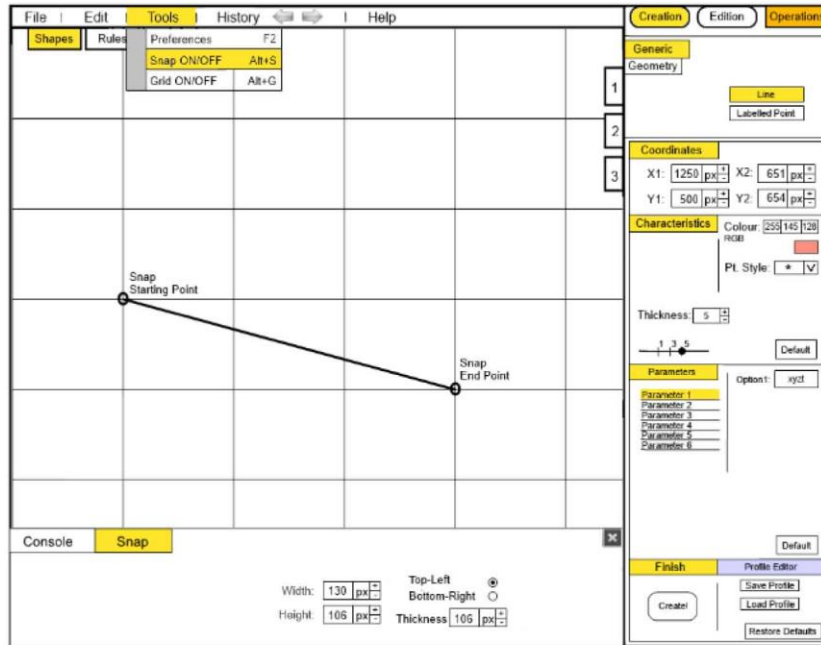 File | Edit | Tools | History | Help
Creation Edition Operations
Shapes Rules
Preferences F2
Snap ON/OFF Alt+S
Grid ON/OFF Alt+G
1
2
3
Snap
Starting Point
Snap
End Point
Generic
Geometry
Line
Labelled Point
Coordinates
X1: 1250 px + - X2: 651 px + -
Y1: 500 px + - Y2: 654 px + -
Characteristics
Colour: 255 145 128
RGB
Pt. Style: * V
Thickness: 5 + -
1 3 5
Default
Parameters
Option1: xyzt
Parameter 1
Parameter 2
Parameter 3
Parameter 4
Parameter 5
Parameter 6
Default
Console Snap X
Width: 130 px + - Top-Left
Bottom-Right
Height: 106 px + - Thickness 106 px + -
Finish Profile Editor
Create!
Save Profile
Load Profile
Restore Defaults